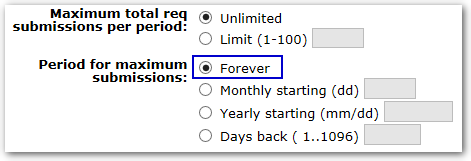 Maximum total req Unlimited
submissions per period: Limit (1-100)
Period for maximum Forever
submissions: Monthly starting (dd)
Yearly starting (mm/dd)
Days back ( 1..1096)